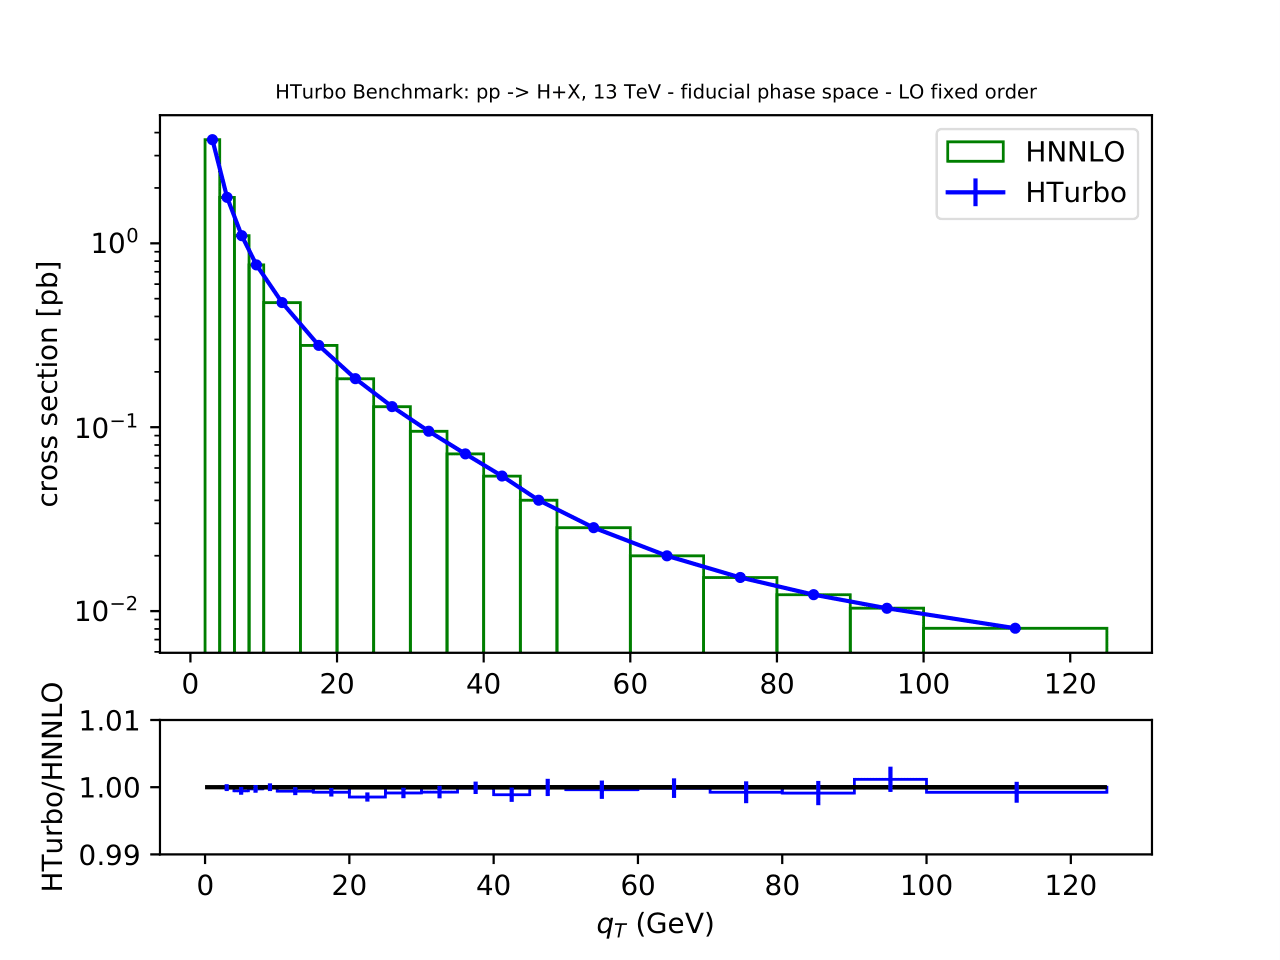 HTurbo Benchmark: pp -> H+X, 13 TeV - fiducial phase space - LO fixed order
HNNLO
HTurbo
cross section [pb]
10⁰
10⁻¹
10⁻²
0 20 40 60 80 100 120
HTurbo/HNNLO
1.01
1.00
0.99
0 20 40 60 80 100 120
q_T (GeV)